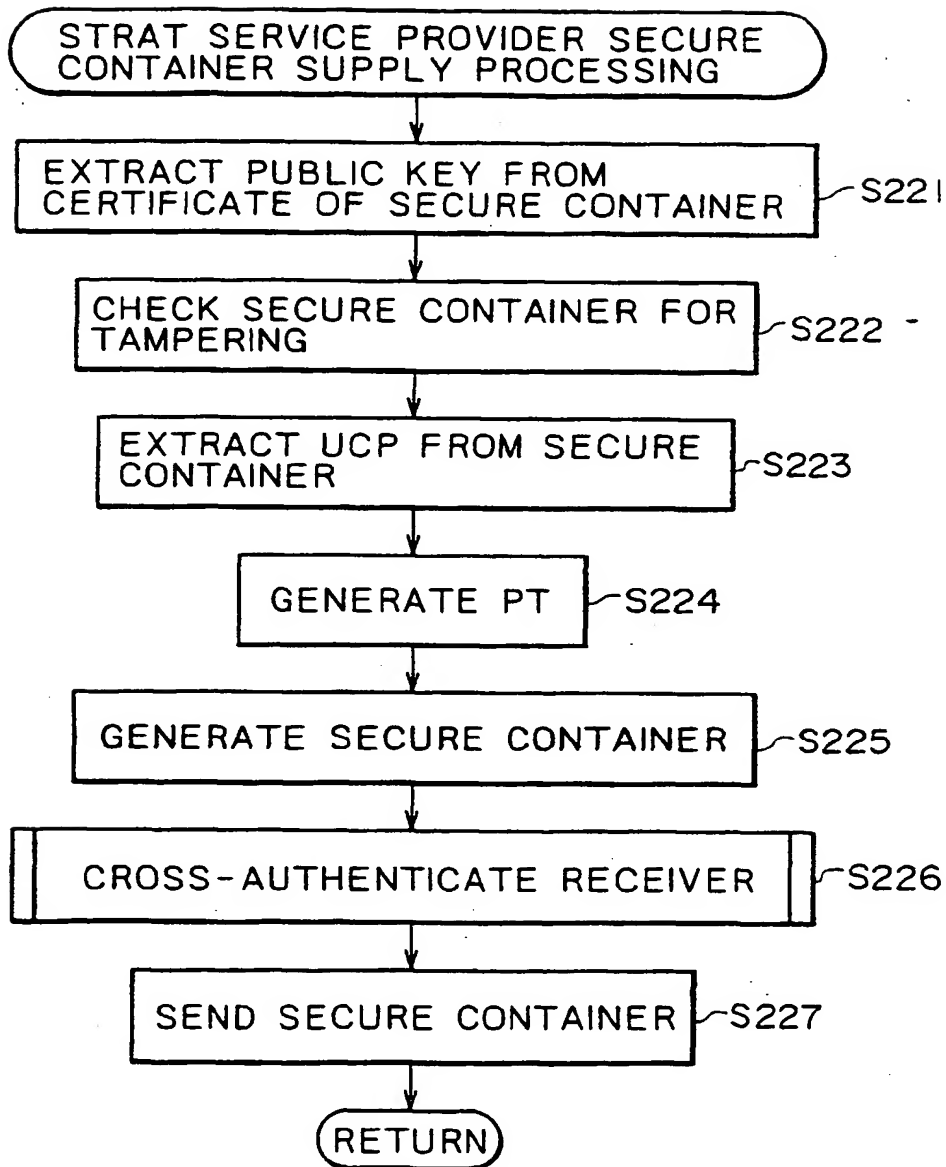 STRAT SERVICE PROVIDER SECURE
CONTAINER SUPPLY PROCESSING
EXTRACT PUBLIC KEY FROM
CERTIFICATE OF SECURE CONTAINER
S221
CHECK SECURE CONTAINER FOR
TAMPERING
S222
EXTRACT UCP FROM SECURE
CONTAINER
S223
GENERATE PT
S224
GENERATE SECURE CONTAINER
S225
CROSS-AUTHENTICATE RECEIVER
S226
SEND SECURE CONTAINER
S227
RETURN